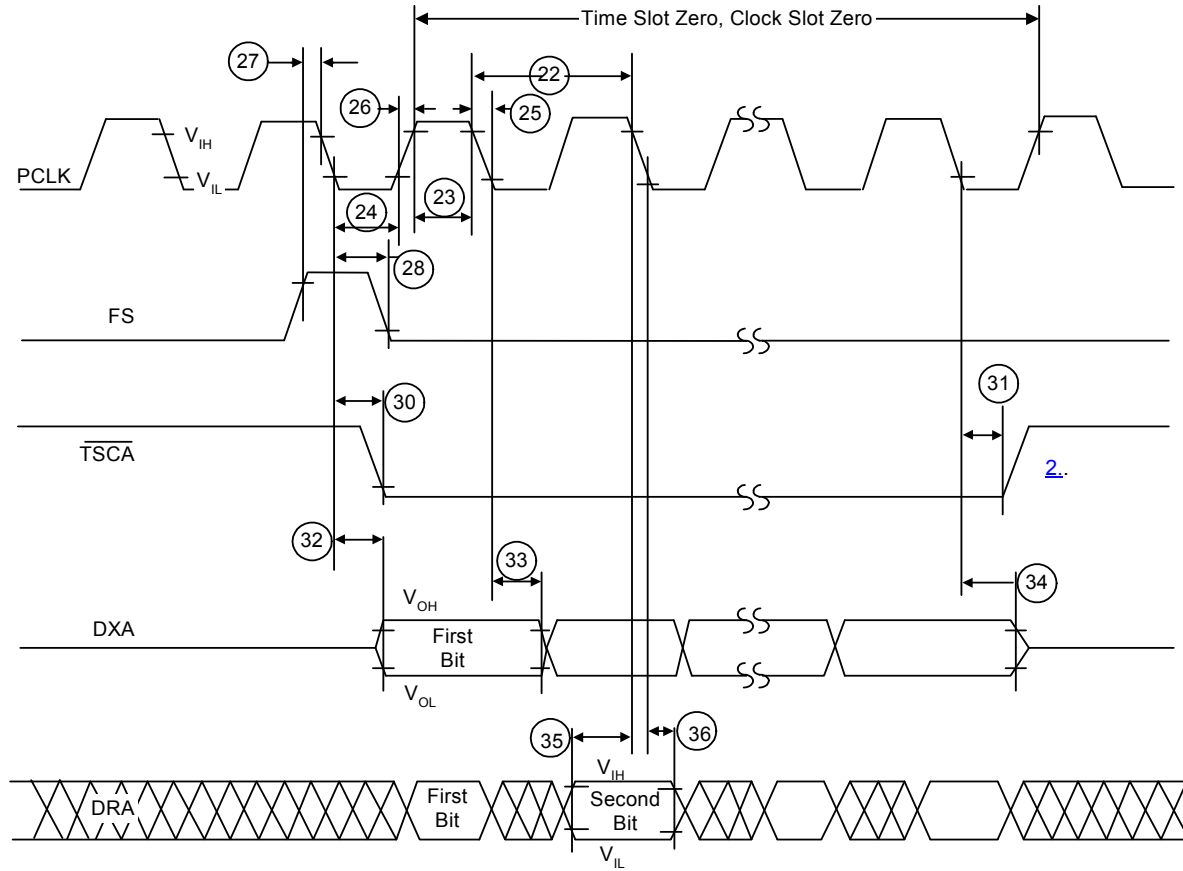 Time Slot Zero, Clock Slot Zero
27
22
26
25
V_IH
PCLK
V_IL
23
24
28
FS
31
30
TSCA
2..
32
33
34
V_OH
DXA
First
Bit
V_OL
35
36
V_IH
DRA
First
Bit
Second
Bit
V_IL